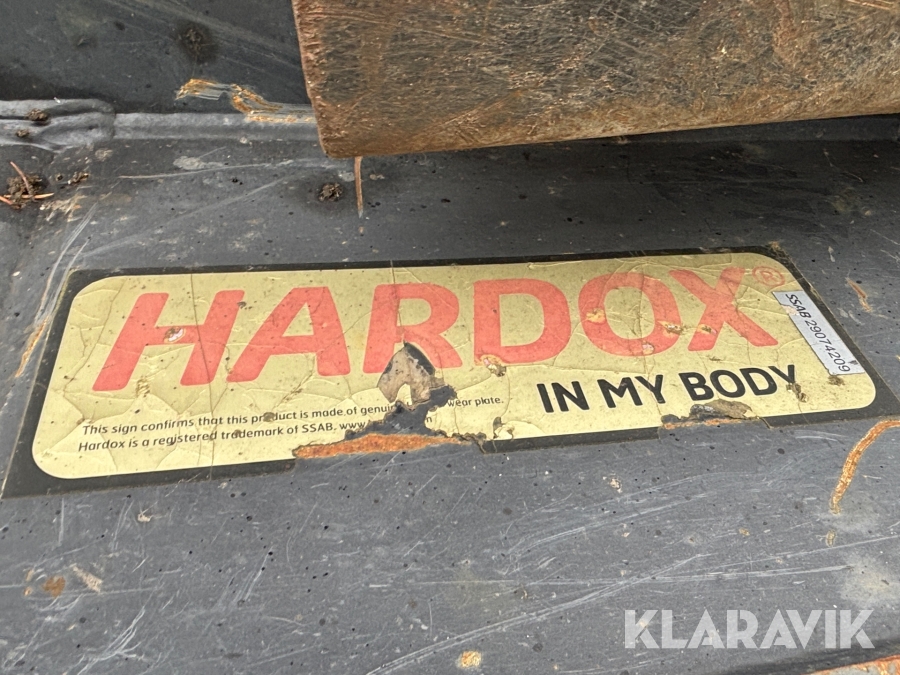 HARDOX®
IN MY BODY
SSAB 29074209
This sign confirms that this product is made of genui wear plate.
Hardox is a registered trademark of SSAB, www.
KLARAVIK